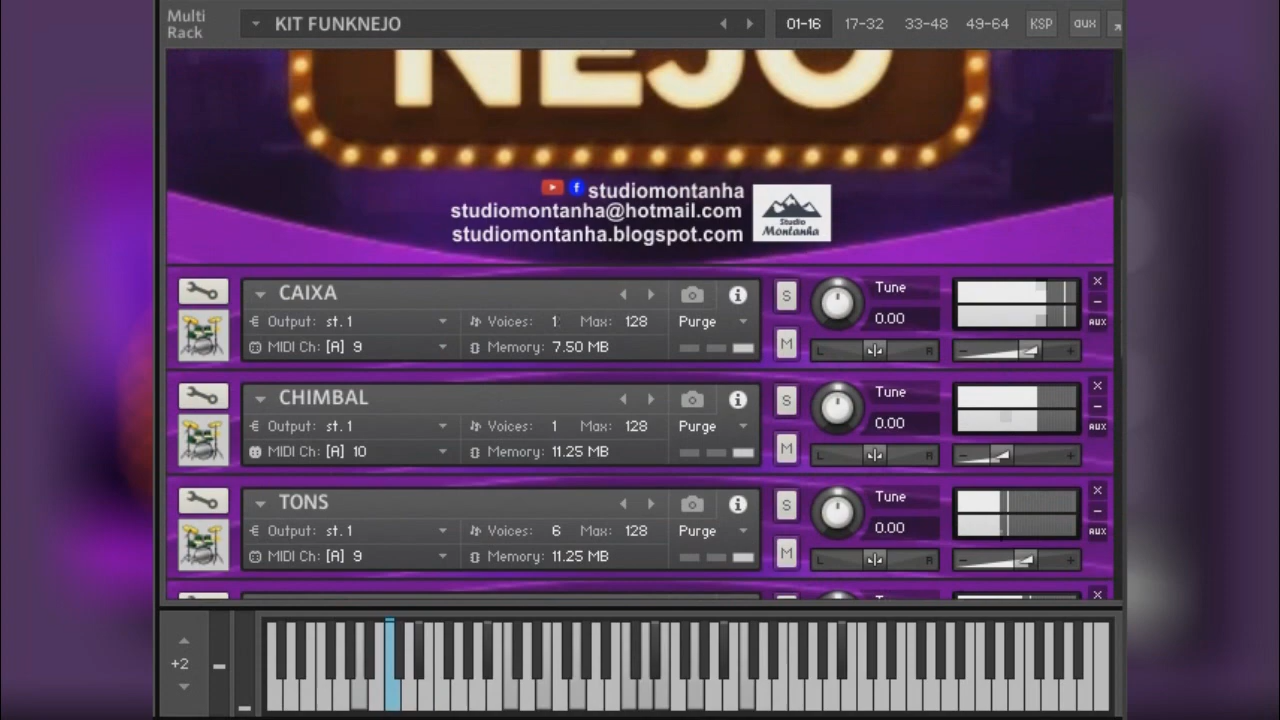 Multi
Rack
KIT FUNKNEJO
01-16 17-32 33-48 49-64 KSP aux
NEJO
studiomontanha
studiomontanha@hotmail.com
studiomontanha.blogspot.com
Studio
Montanha
CAIXA
Output: st. 1 Voices: 1 Max: 128 Purge
MIDI Ch: [A] 9 Memory: 7.50 MB
S M Tune 0.00 L R AUX
CHIMBAL
Output: st. 1 Voices: 1 Max: 128 Purge
MIDI Ch: [A] 10 Memory: 11.25 MB
S M Tune 0.00 L R AUX
TONS
Output: st. 1 Voices: 6 Max: 128 Purge
MIDI Ch: [A] 9 Memory: 11.25 MB
S M Tune 0.00 L R AUX
+2